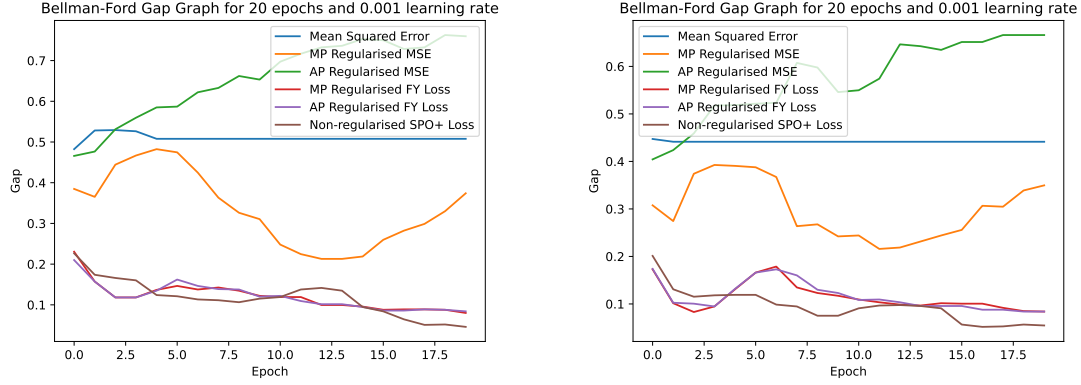 Bellman-Ford Gap Graph for 20 epochs and 0.001 learning rate
Mean Squared Error
MP Regularised MSE
AP Regularised MSE
MP Regularised FY Loss
AP Regularised FY Loss
Non-regularised SPO+ Loss
0.7
0.6
0.5
0.4
0.3
0.2
0.1
Gap
0.0 2.5 5.0 7.5 10.0 12.5 15.0 17.5
Epoch
Bellman-Ford Gap Graph for 20 epochs and 0.001 learning rate
Mean Squared Error
MP Regularised MSE
AP Regularised MSE
MP Regularised FY Loss
AP Regularised FY Loss
Non-regularised SPO+ Loss
0.6
0.5
0.4
0.3
0.2
0.1
Gap
0.0 2.5 5.0 7.5 10.0 12.5 15.0 17.5
Epoch